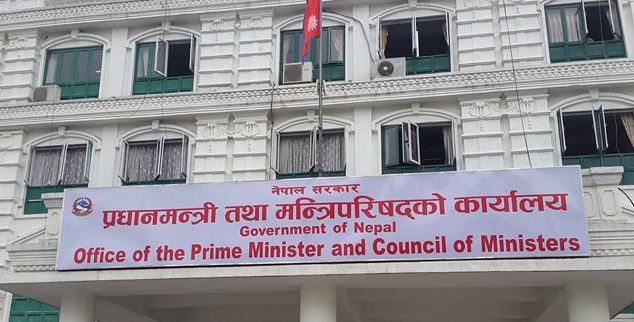 नेपाल सरकार
प्रधानमन्त्री तथा मन्त्रिपरिषद्को कार्यालय
Government of Nepal
Office of the Prime Minister and Council of Ministers